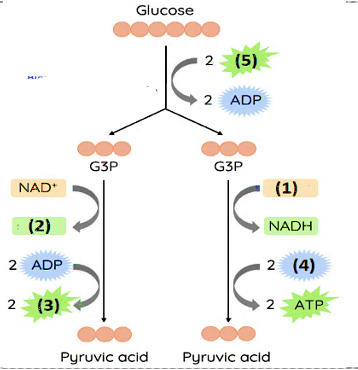 Glucose
2 (5)
2 ADP
G3P G3P
NAD⁺ (1)
(2) NADH
2 ADP 2 (4)
2 (3) 2 ATP
Pyruvic acid Pyruvic acid